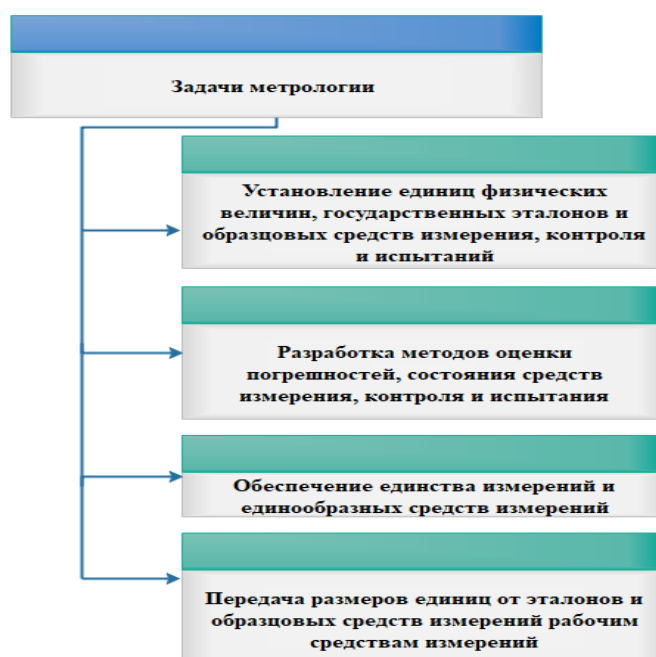 Задачи метрологии
Установление единиц физических
величин, государственных эталонов и
образцовых средств измерения, контроля
и испытаний
Разработка методов оценки
погрешностей, состояния средств
измерения, контроля и испытания
Обеспечение единства измерений и
единообразных средств измерений
Передача размеров единиц от эталонов и
образцовых средств измерений рабочим
средствам измерений